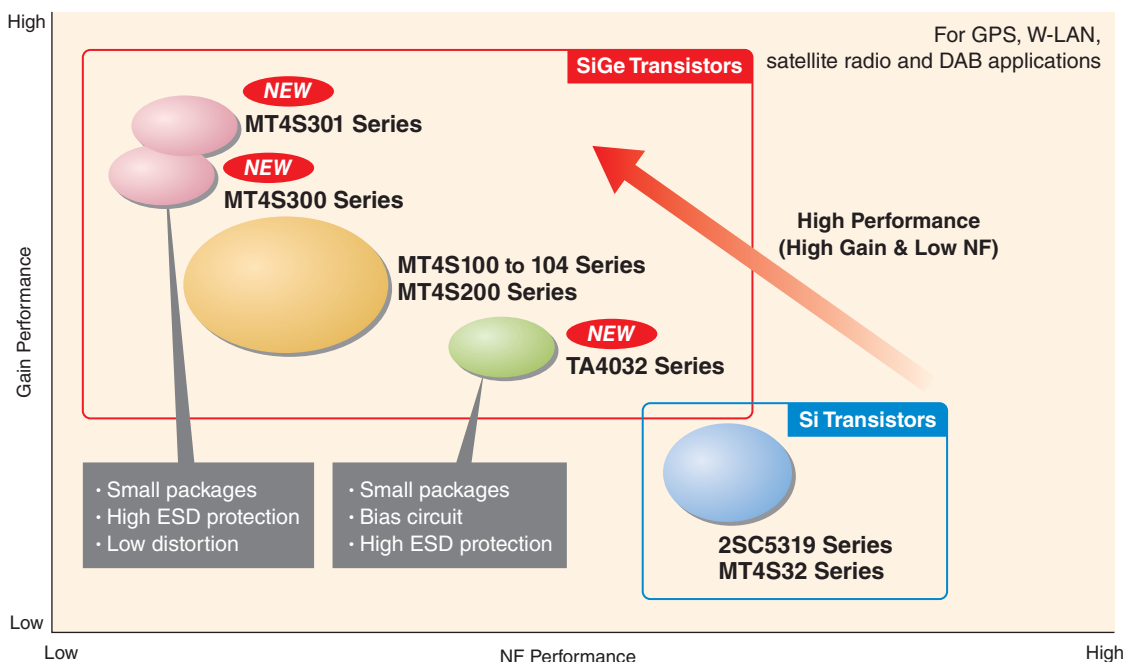 High
For GPS, W-LAN,
satellite radio and DAB applications
SiGe Transistors
NEW
MT4S301 Series
NEW
MT4S300 Series
High Performance
(High Gain & Low NF)
MT4S100 to 104 Series
MT4S200 Series
NEW
TA4032 Series
Gain Performance
Si Transistors
· Small packages
· High ESD protection
· Low distortion
· Small packages
· Bias circuit
· High ESD protection
2SC5319 Series
MT4S32 Series
Low
Low
NF Performance
High